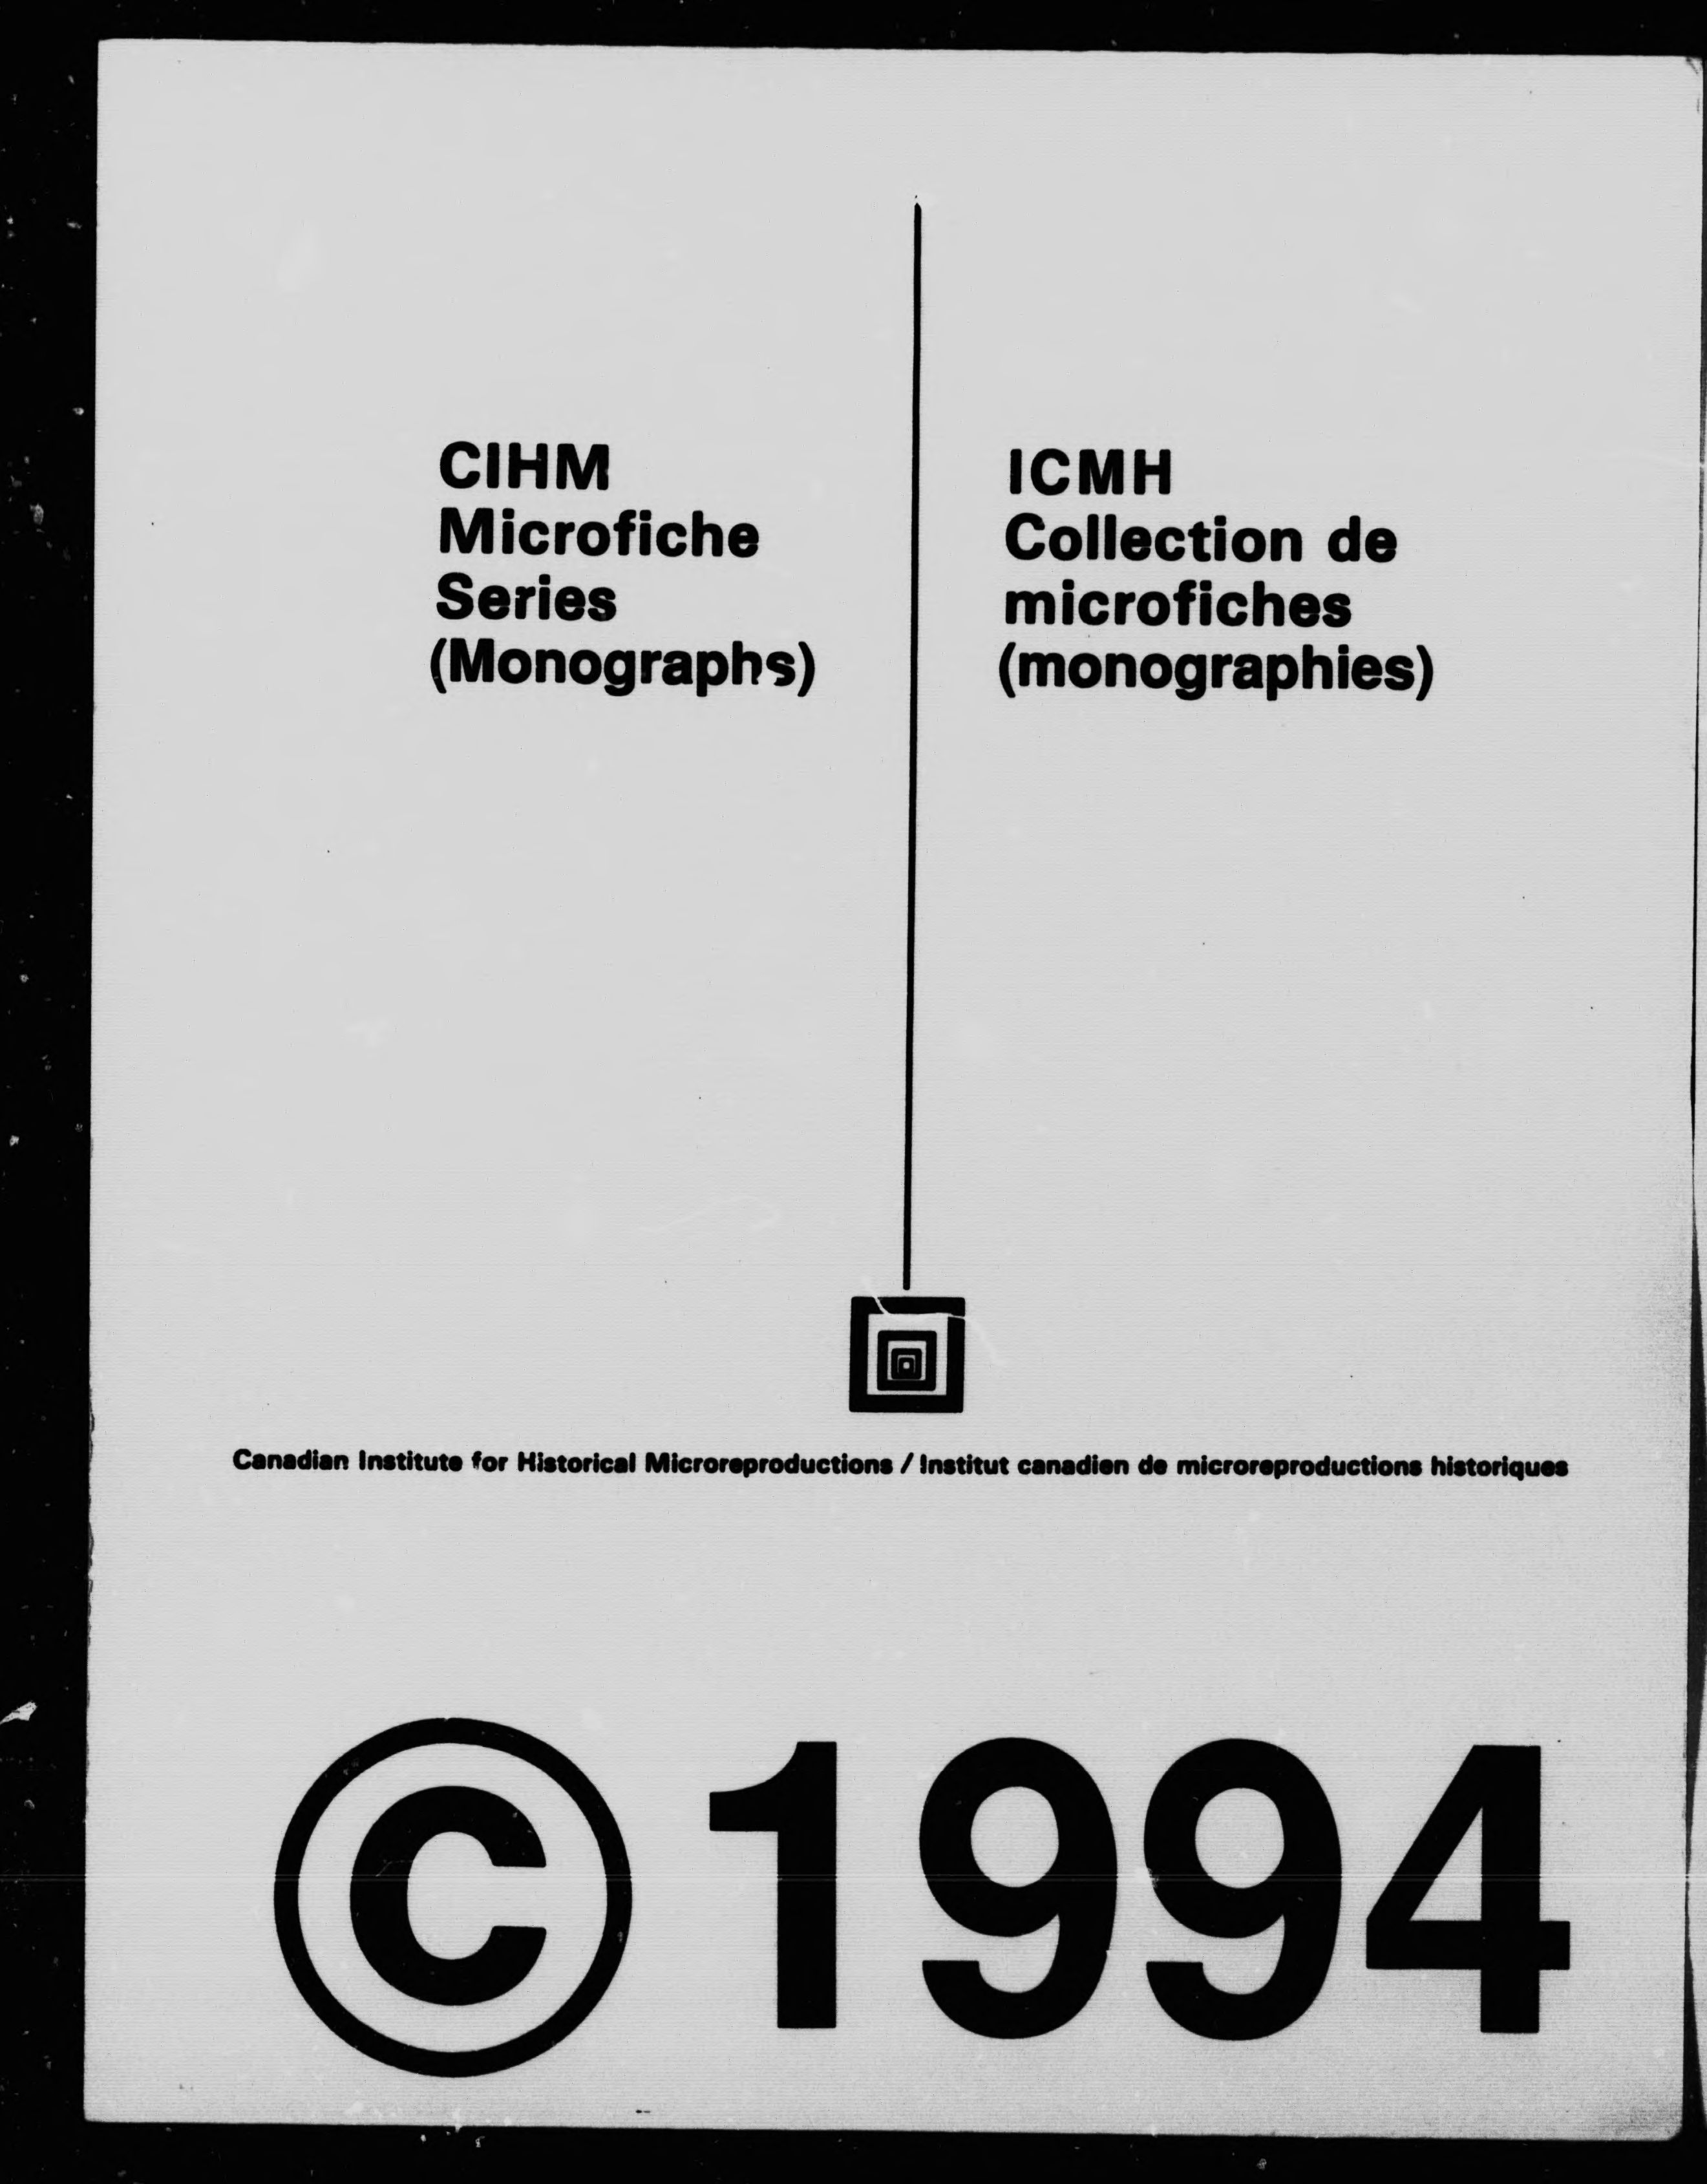 CIHM
Microfiche
Series
(Monographs)
ICMH
Collection de
microfiches
(monographies)
Canadian Institute for Historical Microreproductions / Institut canadien de microreproductions historiques
© 1994